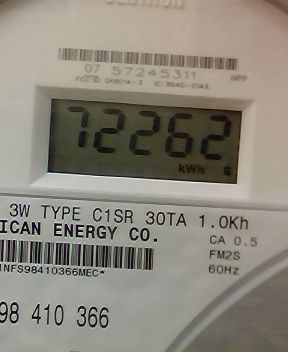 07 57245311
72262
kWh
3W TYPE C1SR 30TA 1.0Kh
ICAN ENERGY CO.
CA 0.5
FM2S
60Hz
INFS98410366MEC*
98 410 366